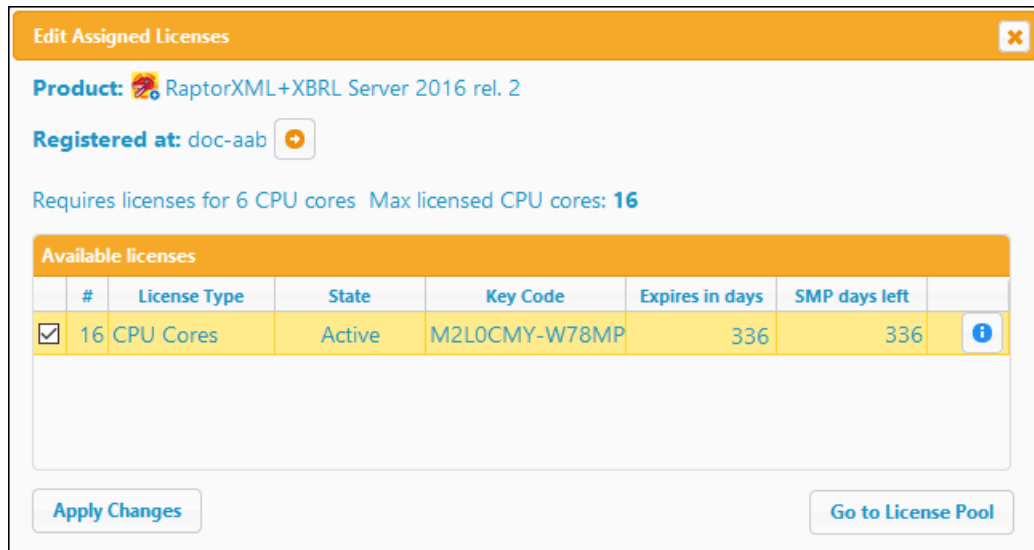 Edit Assigned Licenses
Product: RaptorXML+XBRL Server 2016 rel. 2
Registered at: doc-aab
Requires licenses for 6 CPU cores Max licensed CPU cores: 16
Available licenses
# License Type State Key Code Expires in days SMP days left
16 CPU Cores Active M2L0CMY-W78MP 336 336
Apply Changes Go to License Pool